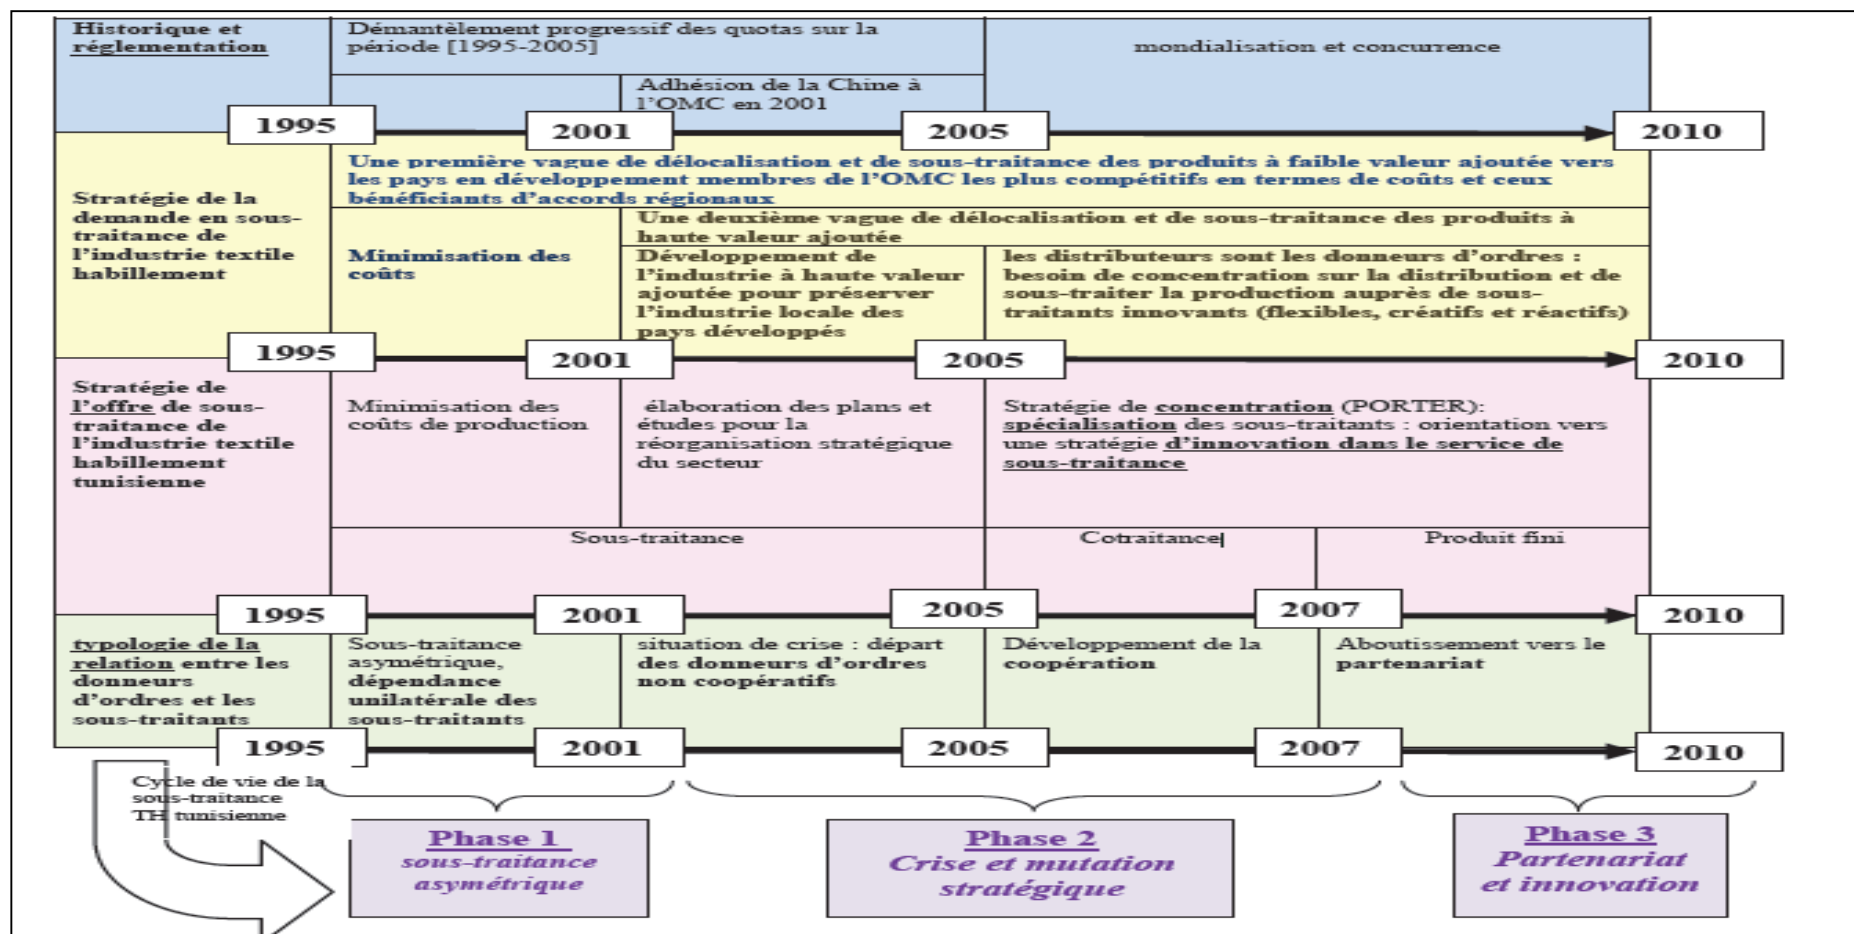 Historique et
réglementation
Démantèlement progressif des quotas sur la
période [1995-2005]
mondialisation et concurrence
Adhésion de la Chine à
l'OMC en 2001
1995
2001
2005
2010
Stratégie de la
demande en sous-
traitance de
l'industrie textile
habillement
Une première vague de délocalisation et de sous-traitance des produits à faible valeur ajoutée vers
les pays en développement membres de l'OMC les plus compétitifs en termes de coûts et ceux
bénéficiants d'accords régionaux
Une deuxième vague de délocalisation et de sous-traitance des produits à
haute valeur ajoutée
Minimisation des
coûts
Développement de
l'industrie à haute valeur
ajoutée pour préserver
l'industrie locale des
pays développés
les distributeurs sont les donneurs d'ordres :
besoin de concentration sur la distribution et de
sous-traiter la production auprès de sous-
traitants innovants (flexibles, créatifs et réactifs)
1995
2001
2005
2010
Stratégie de
l'offre de sous-
traitance de
l'industrie textile
habillement
tunisienne
Minimisation des
coûts de production
élaboration des plans et
études pour la
réorganisation stratégique
du secteur
Stratégie de concentration (PORTER):
spécialisation des sous-traitants : orientation vers
une stratégie d'innovation dans le service de
sous-traitance
Sous-traitance
Cotraitance
Produit fini
1995
2001
2005
2007
2010
typologie de la
relation entre les
donneurs
d'ordres et les
sous-traitants
Sous-traitance
asymétrique,
dépendance
unilatérale des
sous-traitants
situation de crise : départ
des donneurs d'ordres
non coopératifs
Développement de la
coopération
Aboutissement vers le
partenariat
1995
2001
2005
2007
2010
Cycle de vie de la
sous-traitance
TH tunisienne
Phase 1
sous-traitance
asymétrique
Phase 2
Crise et mutation
stratégique
Phase 3
Partenariat
et innovation